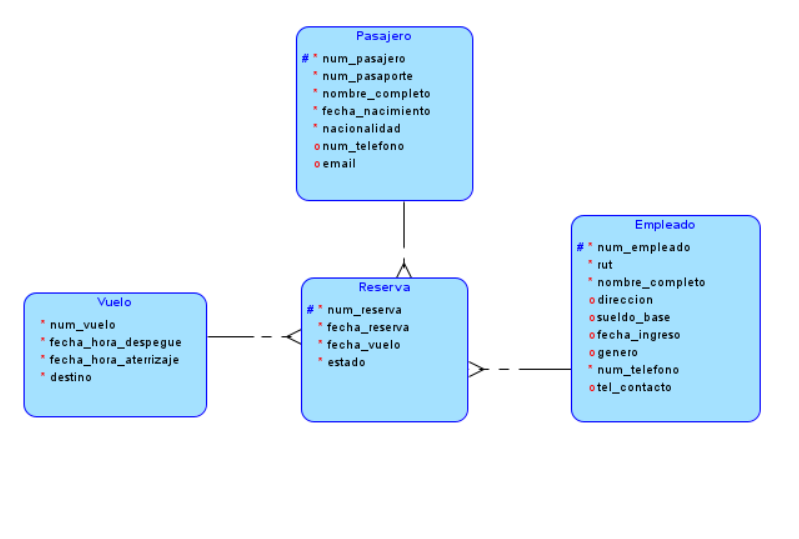 Pasajero
# * num_pasajero
* num_pasaporte
* nombre_completo
* fecha_nacimiento
* nacionalidad
o num_telefono
o email
Empleado
# * num_empleado
* rut
* nombre_completo
o direccion
o sueldo_base
o fecha_ingreso
o genero
* num_telefono
o tel_contacto
Reserva
# * num_reserva
* fecha_reserva
* fecha_vuelo
* estado
Vuelo
* num_vuelo
* fecha_hora_despegue
* fecha_hora_aterrizaje
* destino